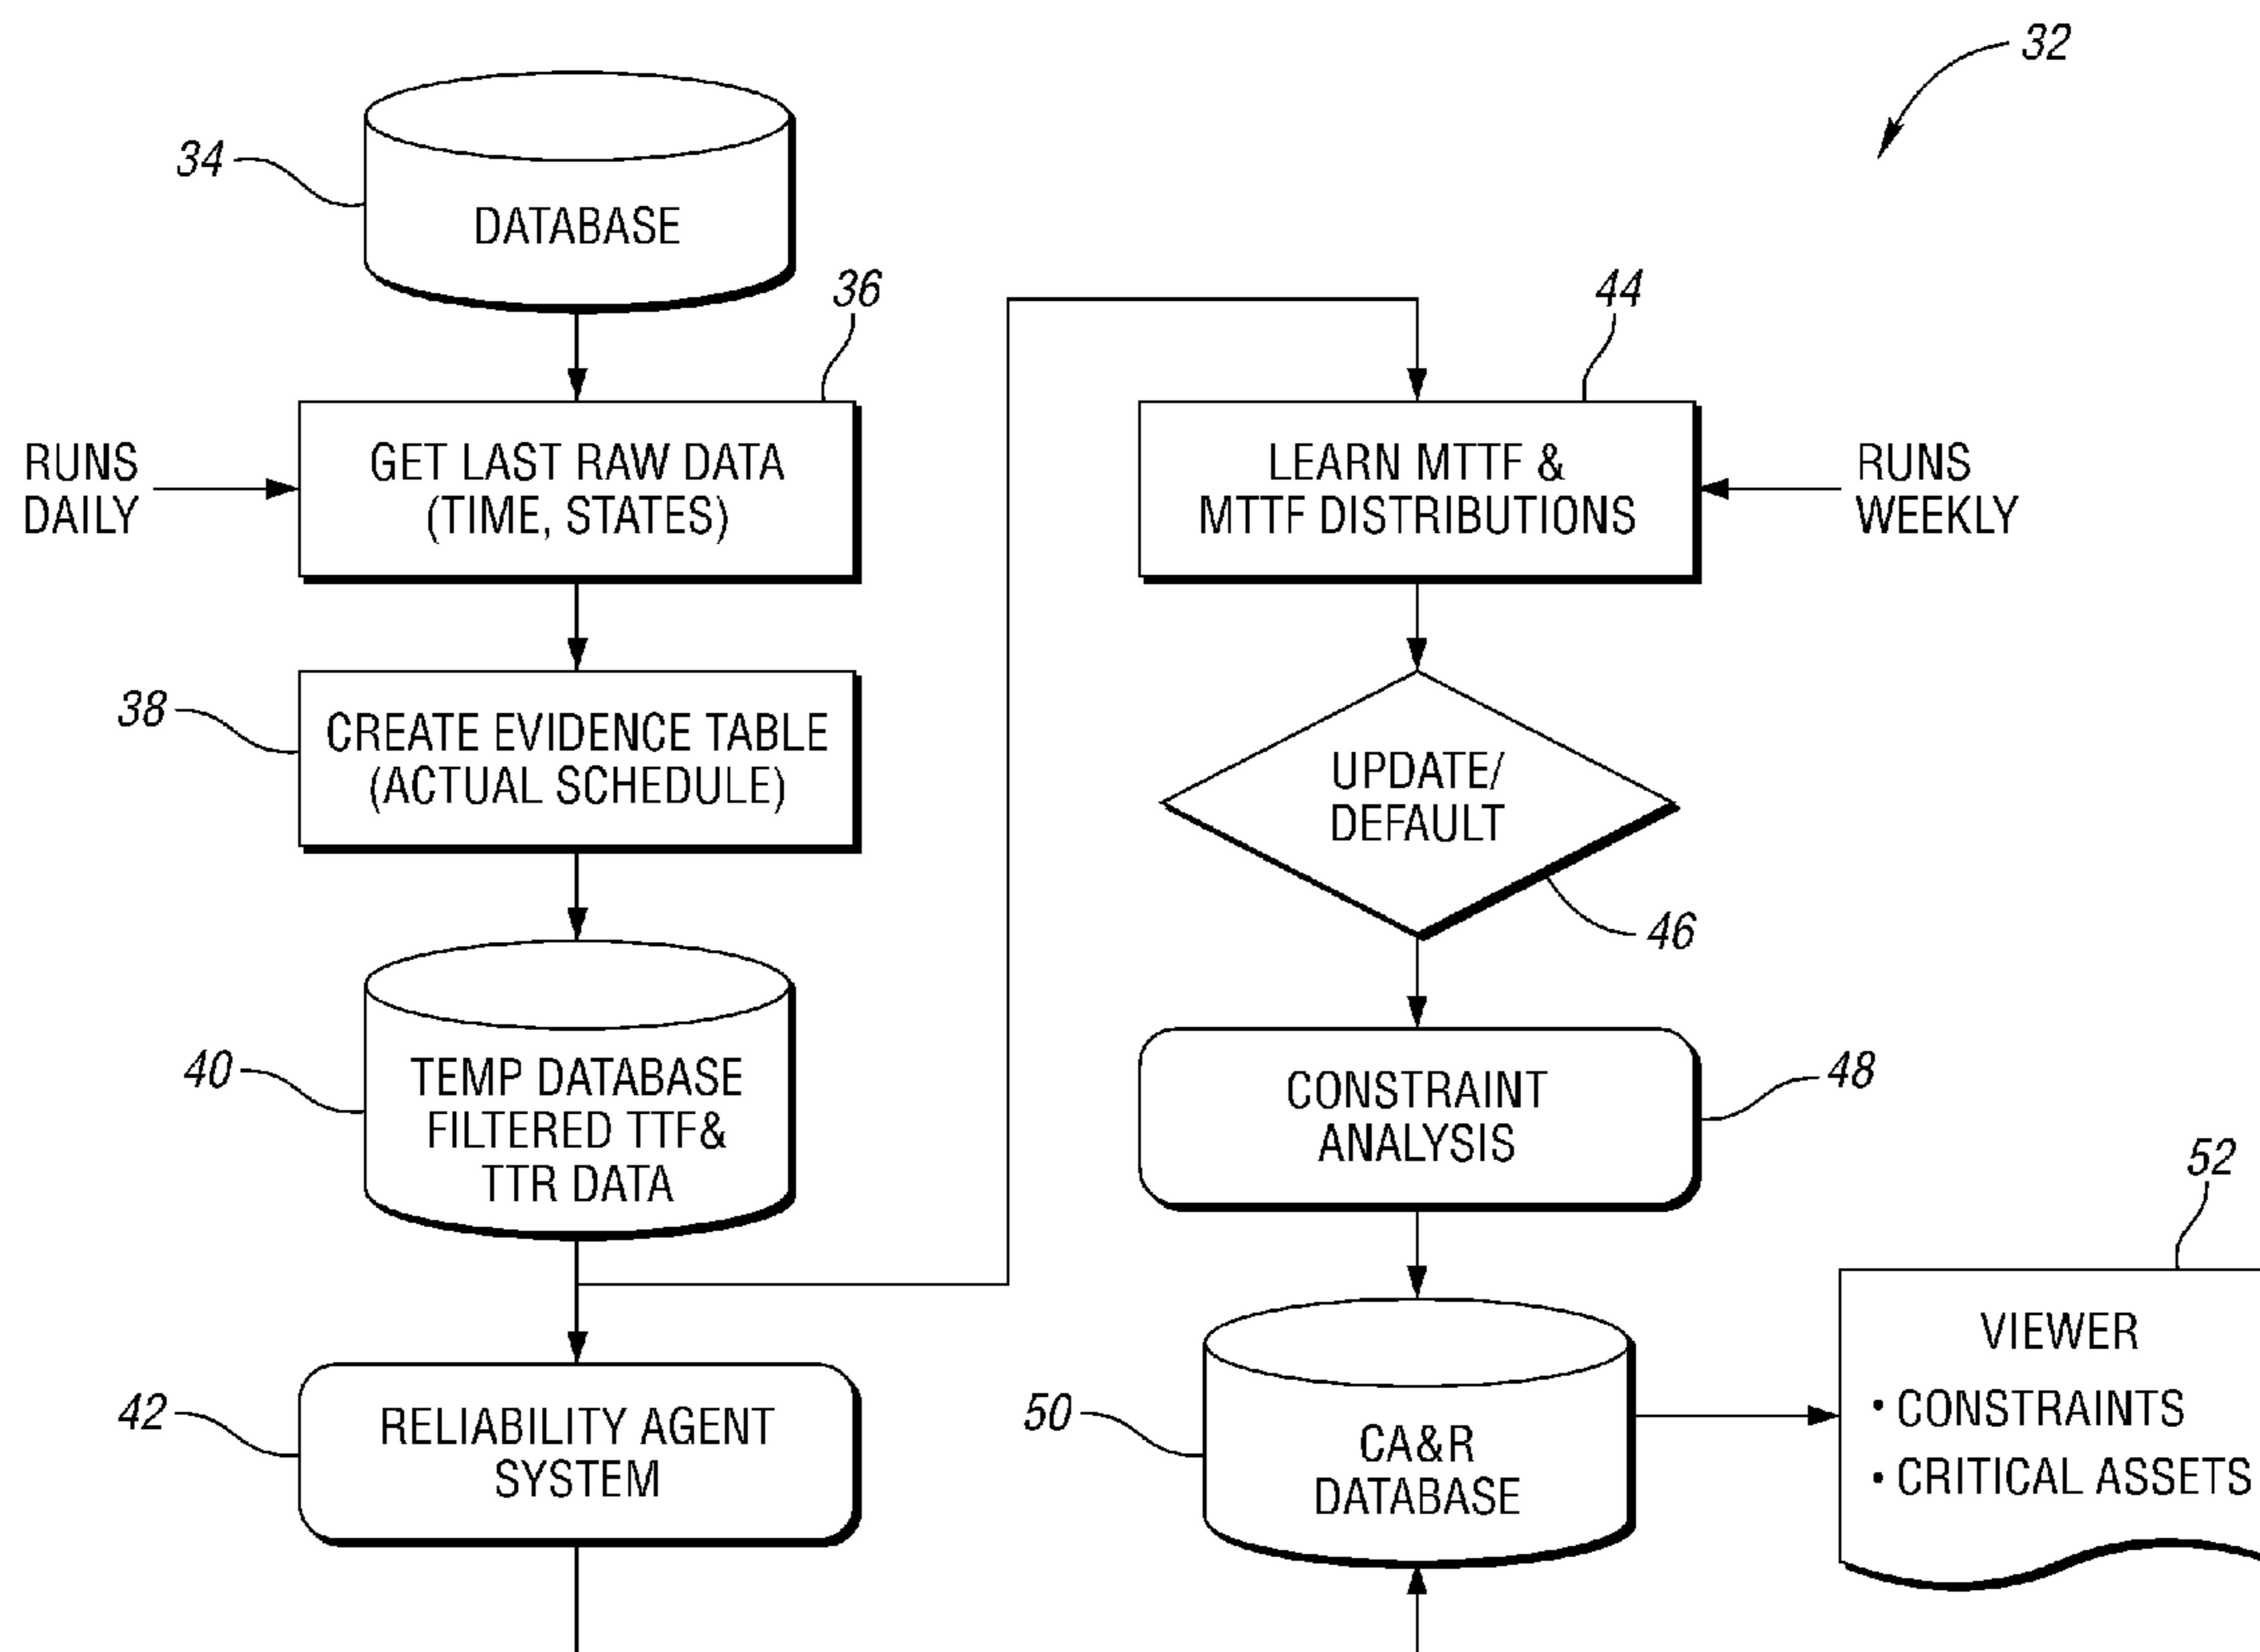 32
34
DATABASE
36
RUNS
DAILY
GET LAST RAW DATA
(TIME, STATES)
38
CREATE EVIDENCE TABLE
(ACTUAL SCHEDULE)
40
TEMP DATABASE
FILTERED TTF&
TTR DATA
42
RELIABILITY AGENT
SYSTEM
44
LEARN MTTF &
MTTF DISTRIBUTIONS
RUNS
WEEKLY
UPDATE/
DEFAULT
46
CONSTRAINT
ANALYSIS
48
50
CA&R
DATABASE
52
VIEWER
• CONSTRAINTS
• CRITICAL ASSETS